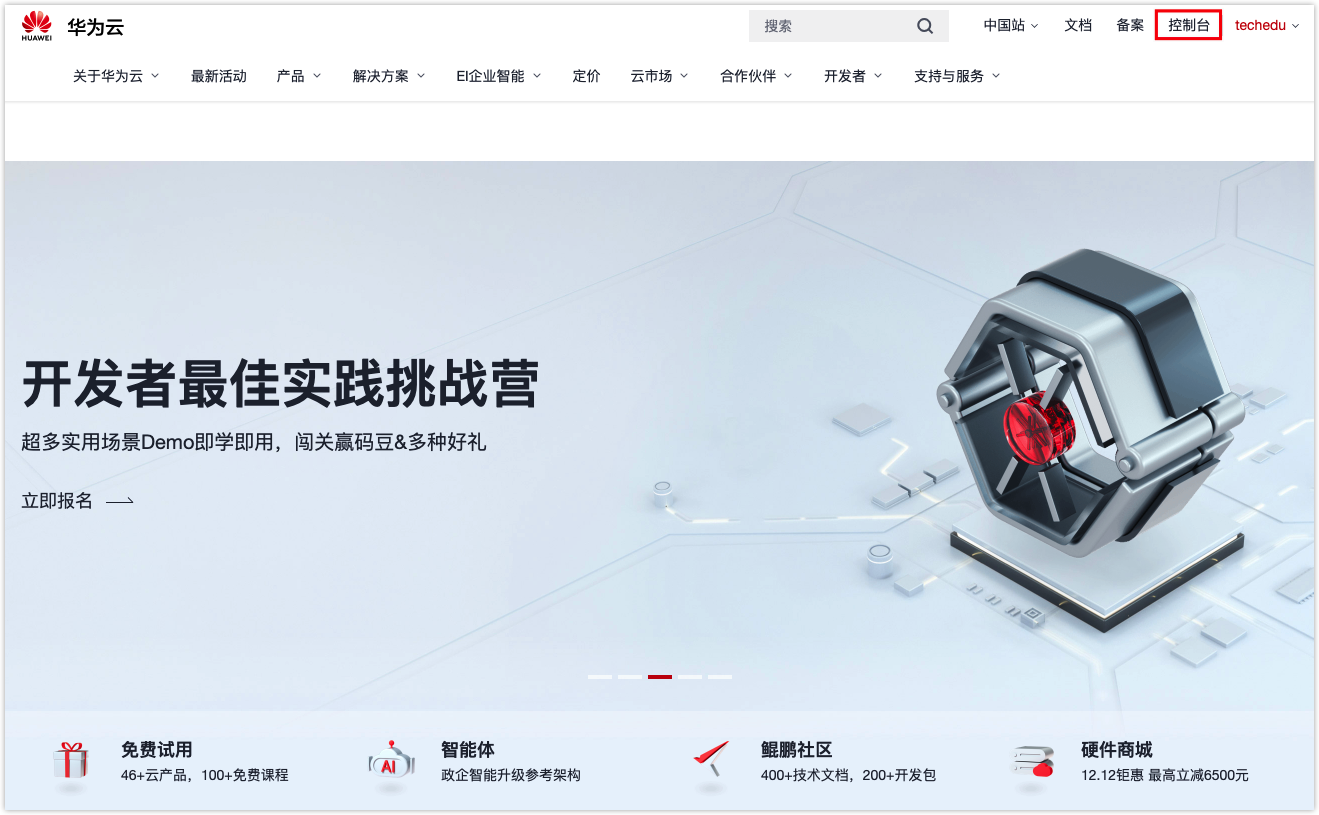 HUAWEI
华为云
搜索
中国站
文档
备案
控制台
techedu
关于华为云
最新活动
产品
解决方案
EI企业智能
定价
云市场
合作伙伴
开发者
支持与服务
开发者最佳实践挑战营
超多实用场景Demo即学即用，闯关赢码豆&多种好礼
立即报名
免费试用
46+云产品，100+免费课程
AI
智能体
政企智能升级参考架构
鲲鹏社区
400+技术文档，200+开发包
硬件商城
12.12钜惠 最高立减6500元